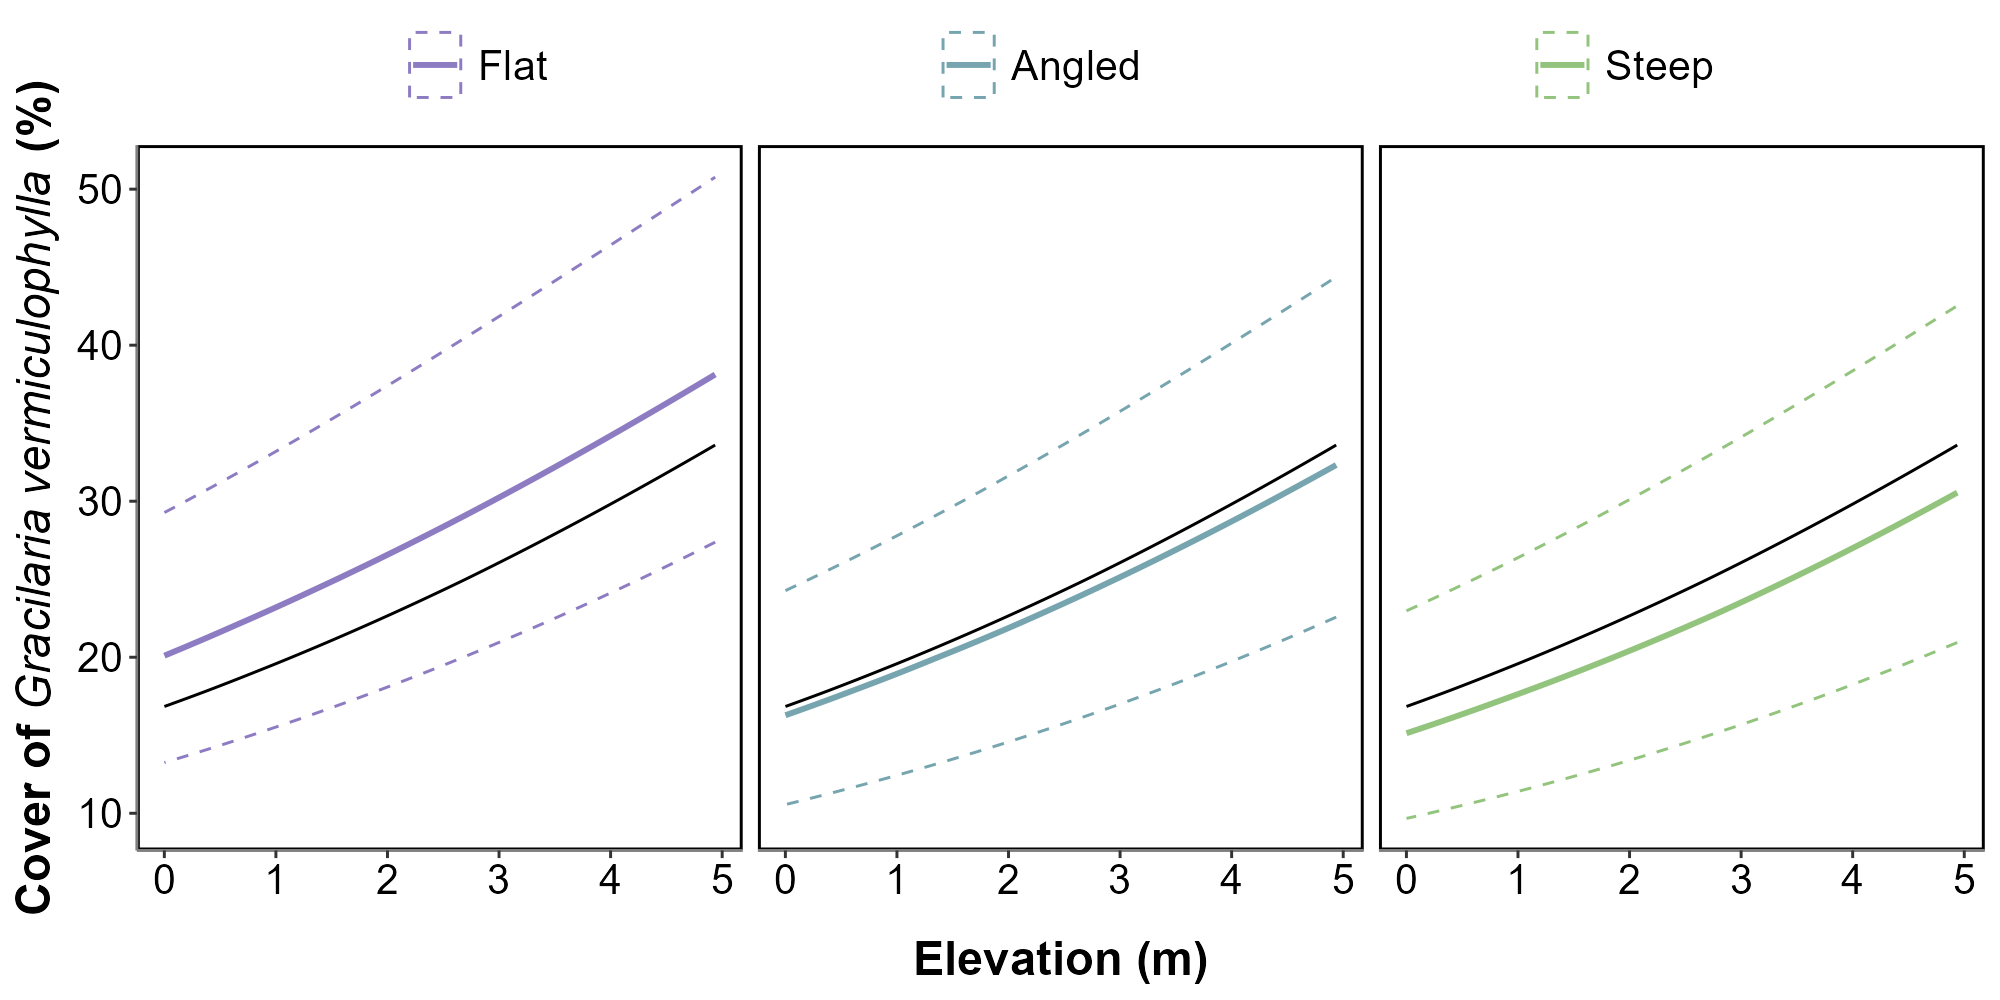 Flat
Angled
Steep
Cover of Gracilaria vermiculophylla (%)
50
40
30
20
10
0 1 2 3 4 5
0 1 2 3 4 5
0 1 2 3 4 5
Elevation (m)